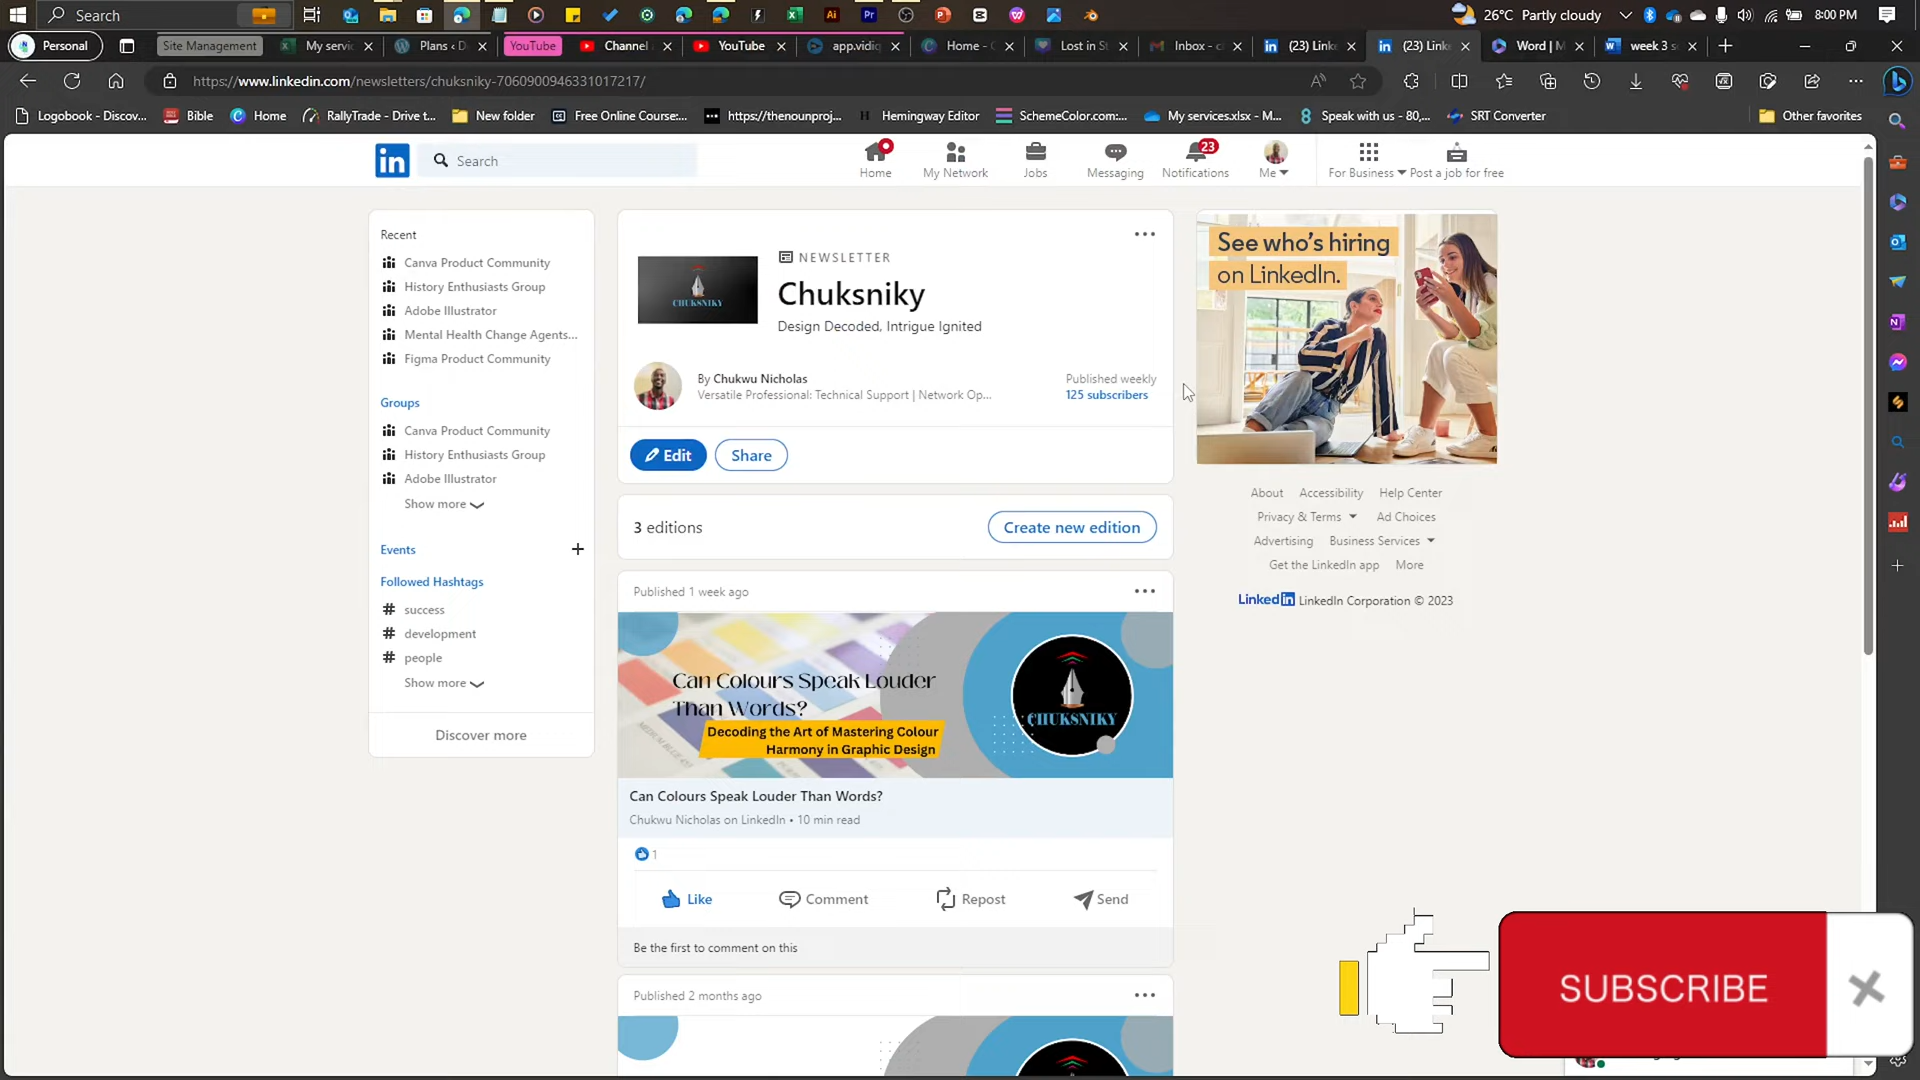 Search
26°C Partly cloudy
8:00 PM
Personal
Site Management
My servic
Plans ‹ D
YouTube
Channel
YouTube
app.vidiq
Home -
Lost in S
Inbox - c
(23) Link
(23) Link
Word | M
week 3 s
https://www.linkedin.com/newsletters/chuksniky-7060900946331017217/
Logobook - Discov...
Bible
Home
RallyTrade - Drive t...
New folder
Free Online Course:...
https://thenounproj...
Hemingway Editor
SchemeColor.com:...
My services.xlsx - M...
Speak with us - 80,...
SRT Converter
Other favorites
in
Search
Home
My Network
Jobs
Messaging
23
Notifications
Me
For Business
Post a job for free
Recent
Canva Product Community
History Enthusiasts Group
Adobe Illustrator
Mental Health Change Agents...
Figma Product Community
Groups
Canva Product Community
History Enthusiasts Group
Adobe Illustrator
Show more
Events
Followed Hashtags
# success
# development
# people
Show more
Discover more
CHUKSNIKY
NEWSLETTER
Chuksniky
Design Decoded, Intrigue Ignited
By Chukwu Nicholas
Versatile Professional: Technical Support | Network Op...
Published weekly
125 subscribers
Edit
Share
3 editions
Create new edition
Published 1 week ago
Can Colours Speak Louder
Than Words?
Decoding the Art of Mastering Colour
Harmony in Graphic Design
CHUKSNIKY
Can Colours Speak Louder Than Words?
Chukwu Nicholas on LinkedIn • 10 min read
1
Like
Comment
Repost
Send
Be the first to comment on this
Published 2 months ago
See who's hiring
on LinkedIn.
About
Accessibility
Help Center
Privacy & Terms
Ad Choices
Advertising
Business Services
Get the LinkedIn app
More
LinkedIn LinkedIn Corporation © 2023
SUBSCRIBE